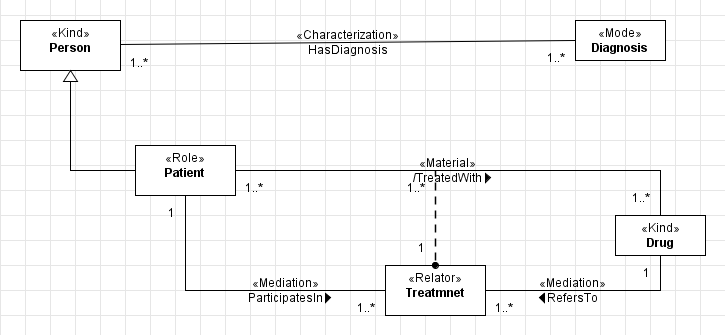 «Kind»
Person
«Characterization»
HasDiagnosis
1..*
1..*
«Mode»
Diagnosis
«Role»
Patient
«Material»
/TreatedWith
1..*
1..*
1..*
«Kind»
Drug
1
1
1
«Mediation»
ParticipatesIn
1..*
«Relator»
Treatmnet
1..*
«Mediation»
RefersTo